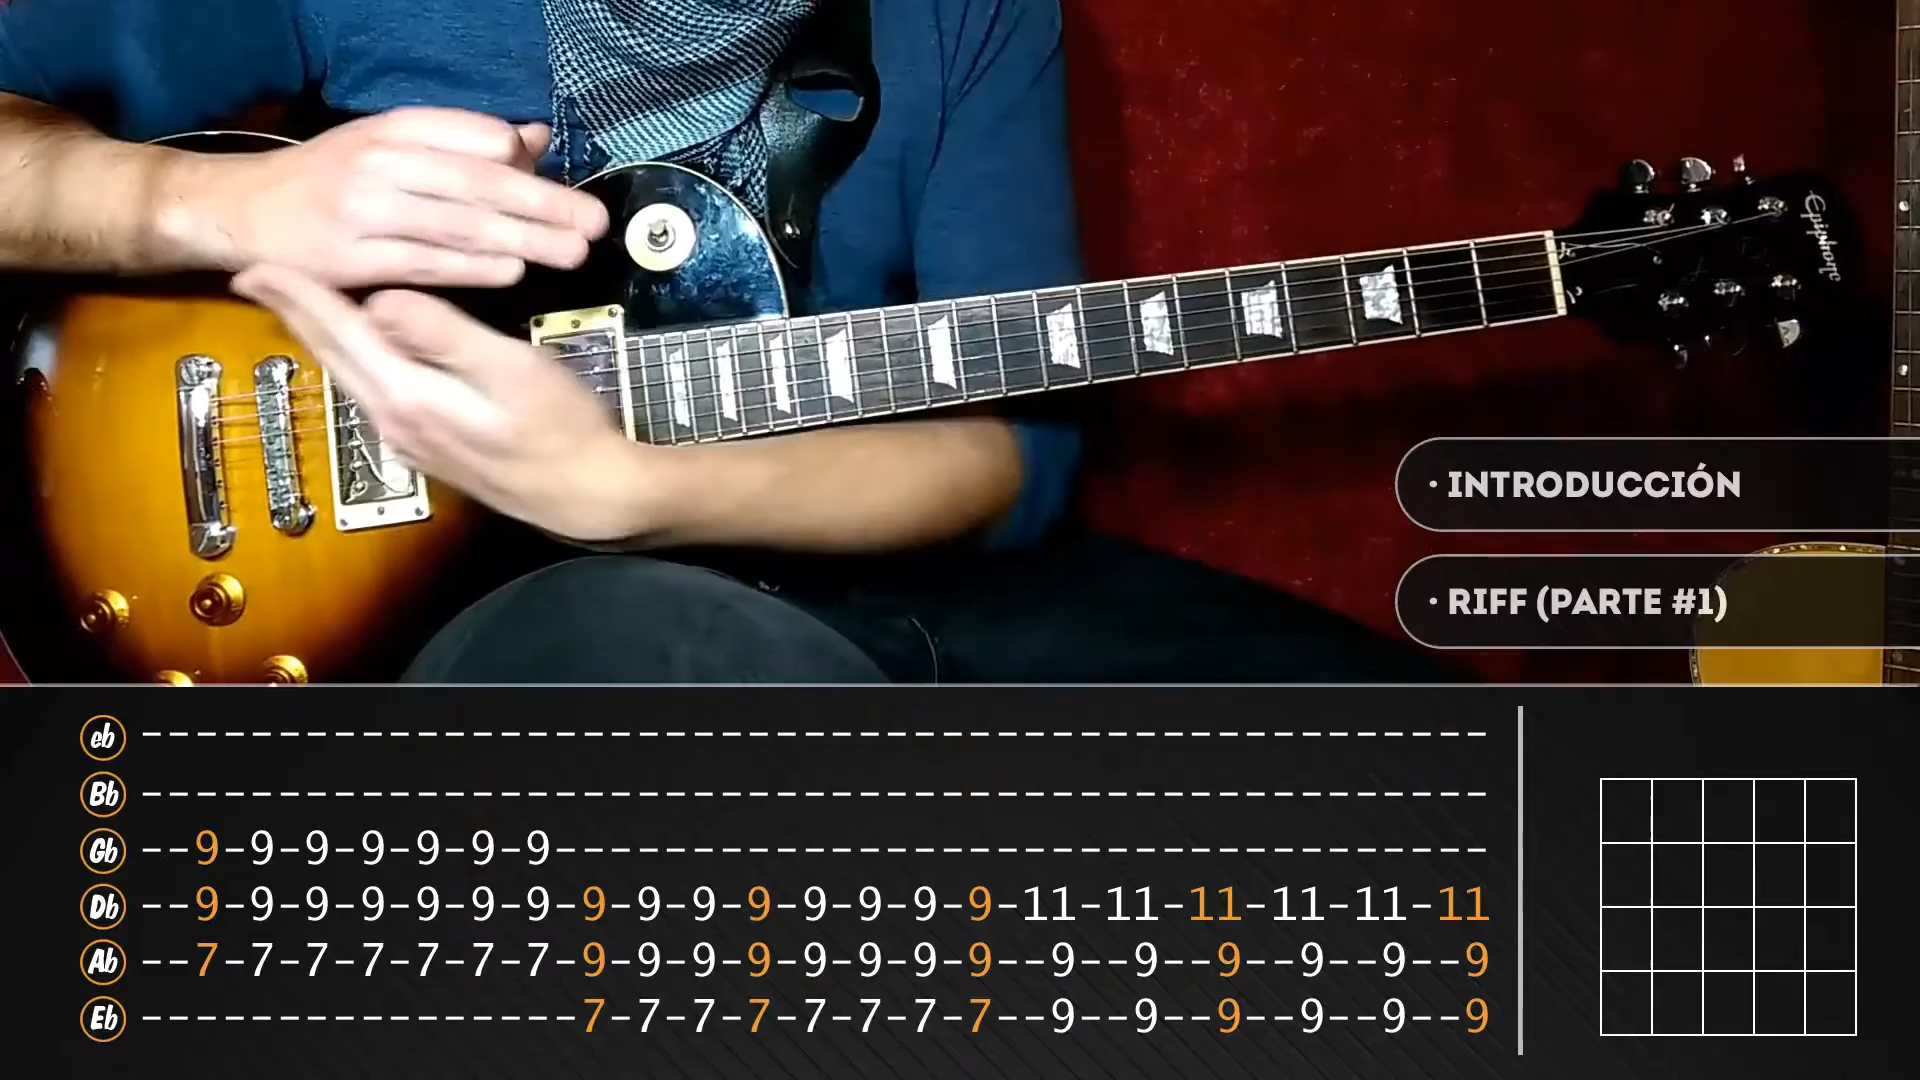 Epiphone
· INTRODUCCIÓN
· RIFF (PARTE #1)
eb -------------------------------------------------
Bb -------------------------------------------------
Gb --9-9-9-9-9-9-9----------------------------------
Db --9-9-9-9-9-9-9-9-9-9-9-9-9-9-9-11-11-11-11-11-11
Ab --7-7-7-7-7-7-7-9-9-9-9-9-9-9-9--9--9--9--9--9--9
Eb ----------------7-7-7-7-7-7-7-7--9--9--9--9--9--9